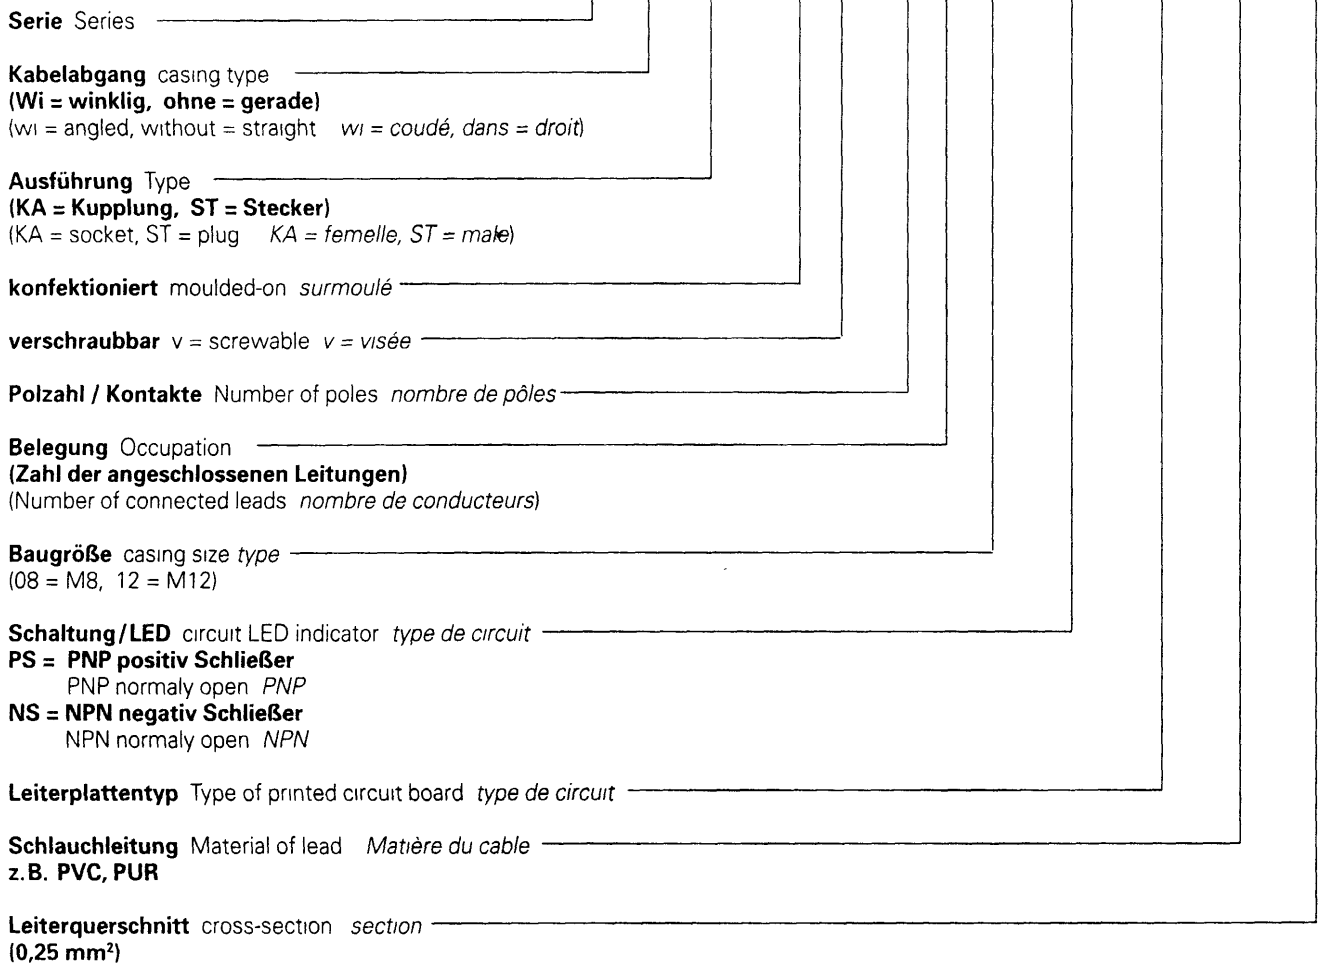 Serie Series
Kabelabgang casing type
(Wi = winklig, ohne = gerade)
(wi = angled, without = straight wi = coudé, dans = droit)
Ausführung Type
(KA = Kupplung, ST = Stecker)
(KA = socket, ST = plug KA = femelle, ST = male)
konfektioniert moulded-on surmoulé
verschraubbar v = screwable v = visée
Polzahl / Kontakte Number of poles nombre de pôles
Belegung Occupation
(Zahl der angeschlossenen Leitungen)
(Number of connected leads nombre de conducteurs)
Baugröße casing size type
(08 = M8, 12 = M12)
Schaltung/LED circuit LED indicator type de circuit
PS = PNP positiv Schließer
PNP normaly open PNP
NS = NPN negativ Schließer
NPN normaly open NPN
Leiterplattentyp Type of printed circuit board type de circuit
Schlauchleitung Material of lead Matière du cable
z.B. PVC, PUR
Leiterquerschnitt cross-section section
(0,25 mm²)